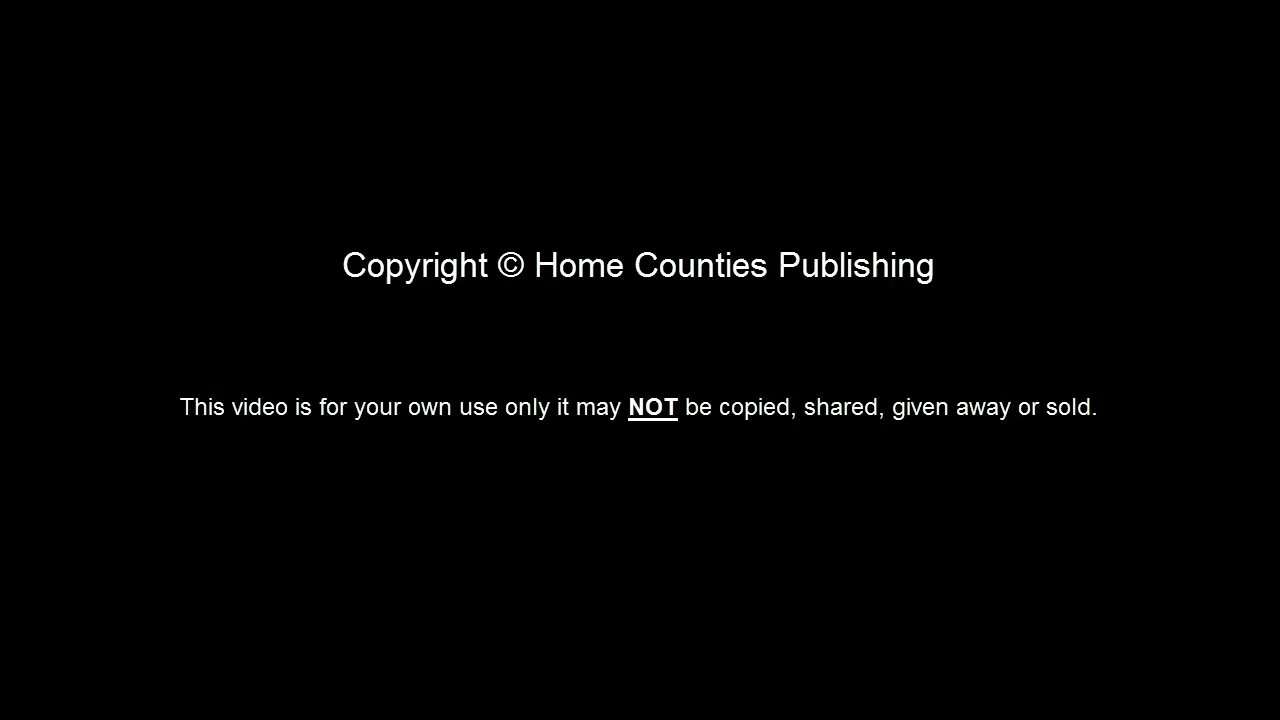 Copyright © Home Counties Publishing
This video is for your own use only it may NOT be copied, shared, given away or sold.